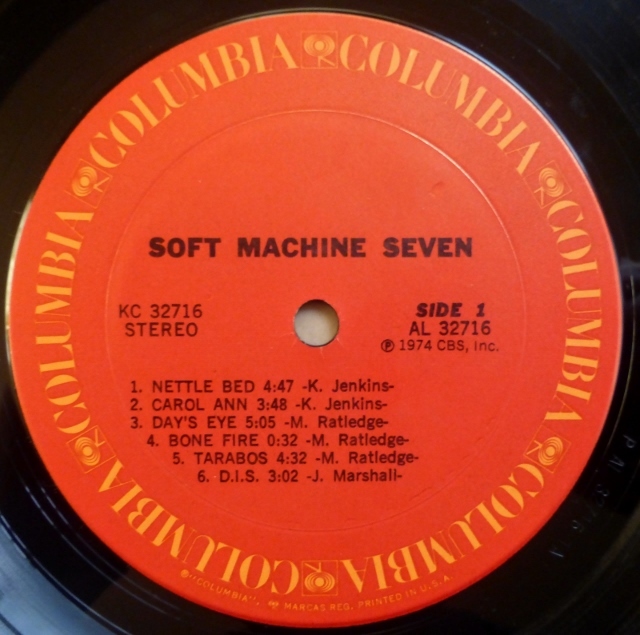 COLUMBIA COLUMBIA COLUMBIA COLUMBIA COLUMBIA COLUMBIA COLUMBIA COLUMBIA
SOFT MACHINE SEVEN
KC 32716
STEREO
SIDE 1
AL 32716
℗ 1974 CBS, Inc.
1. NETTLE BED 4:47 -K. Jenkins-
2. CAROL ANN 3:48 -K. Jenkins-
3. DAY'S EYE 5:05 -M. Ratledge-
4. BONE FIRE 0:32 -M. Ratledge-
5. TARABOS 4:32 -M. Ratledge-
6. D.I.S. 3:02 -J. Marshall-
®"COLUMBIA", MARCAS REG. PRINTED IN U.S.A.